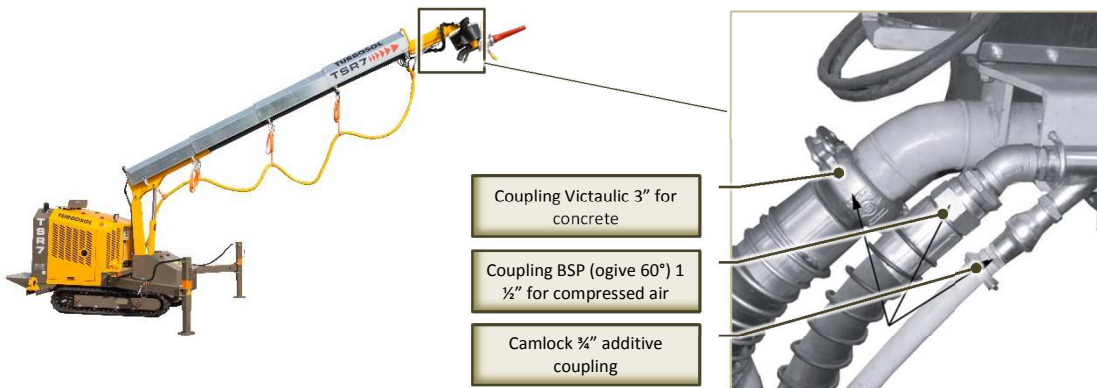 TURBOSOL
TSR7
TURBOSOL
TSR7
Coupling Victaulic 3” for
concrete
Coupling BSP (ogive 60°) 1
½” for compressed air
Camlock ¾” additive
coupling